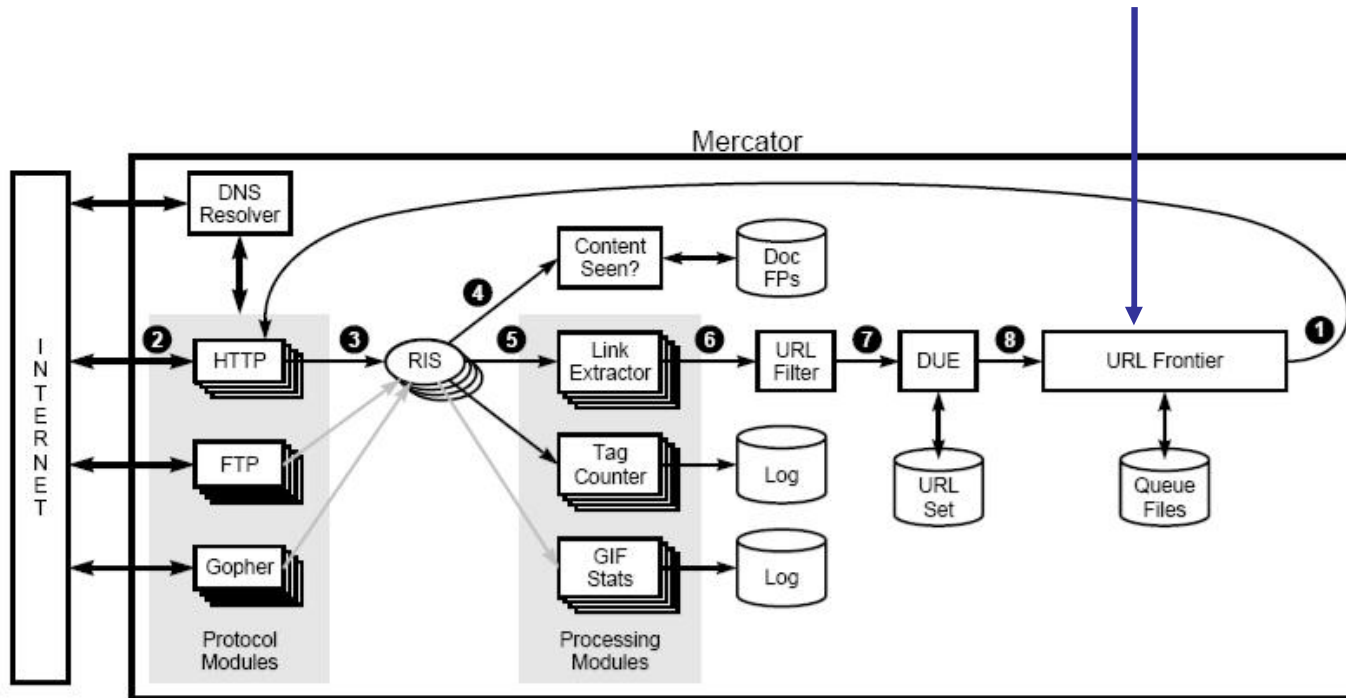 Mercator
INTERNET
DNS
Resolver
Content
Seen?
Doc
FPs
4
2
HTTP
3
RIS
5
Link
Extractor
6
URL
Filter
7
DUE
8
URL Frontier
1
FTP
Tag
Counter
Log
URL
Set
Queue
Files
Gopher
GIF
Stats
Log
Protocol
Modules
Processing
Modules